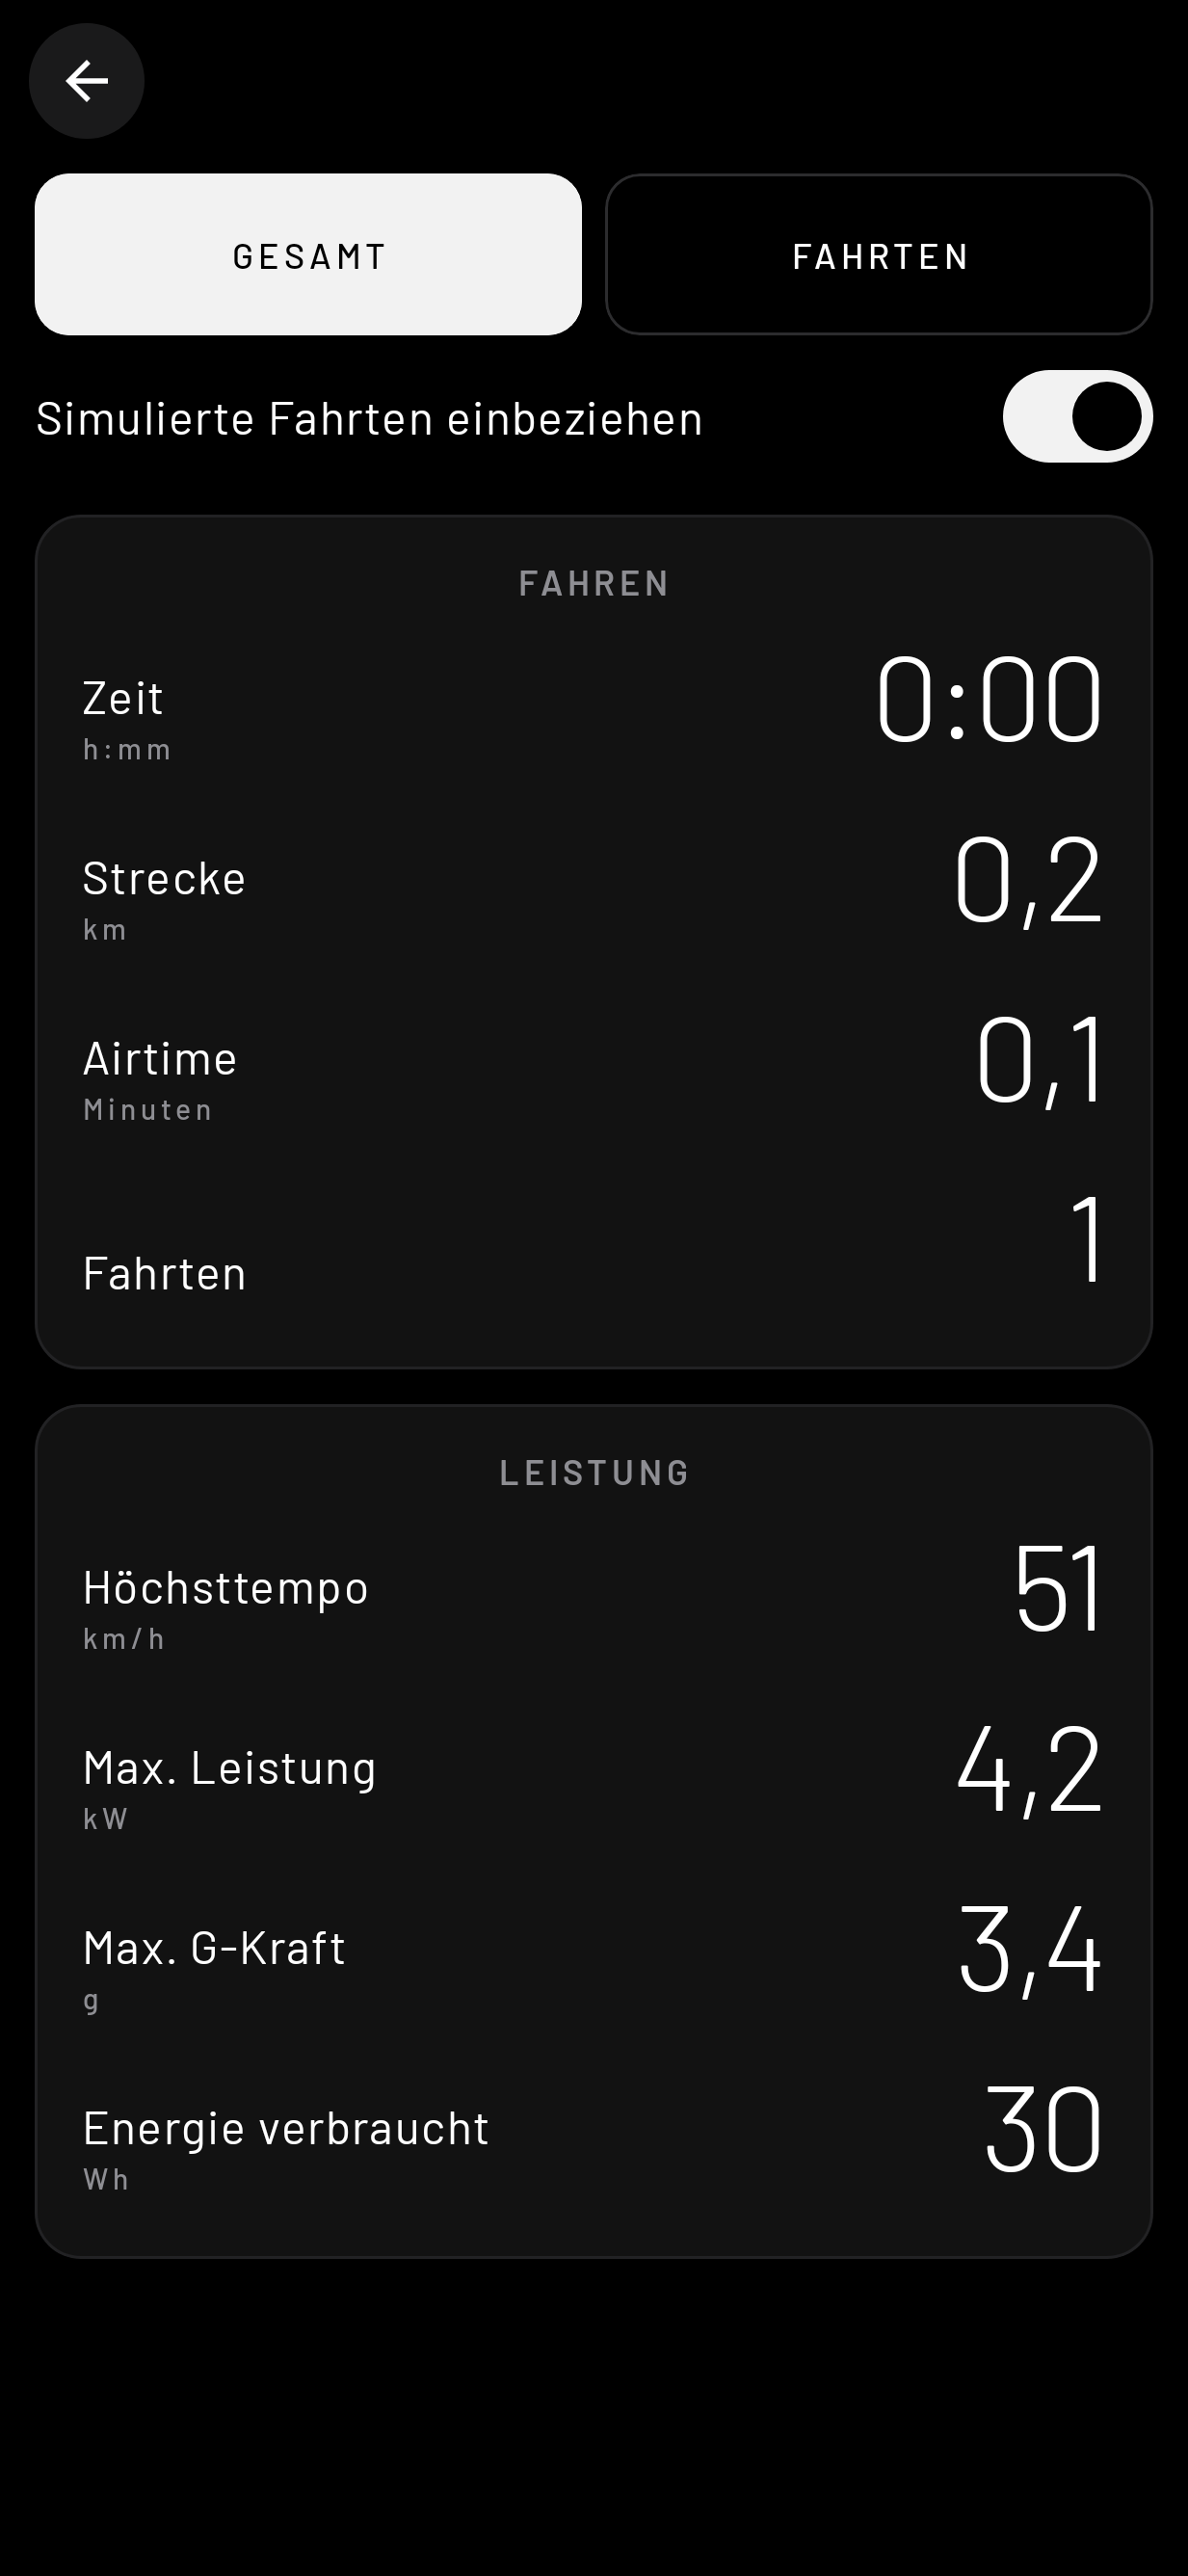 GESAMT
FAHRTEN
Simulierte Fahrten einbeziehen
FAHREN
Zeit
0:00
h:mm
Strecke
0,2
km
Airtime
0,1
Minuten
Fahrten
1
LEISTUNG
Höchsttempo
51
km/h
Max. Leistung
4,2
kW
Max. G-Kraft
3,4
g
Energie verbraucht
30
Wh